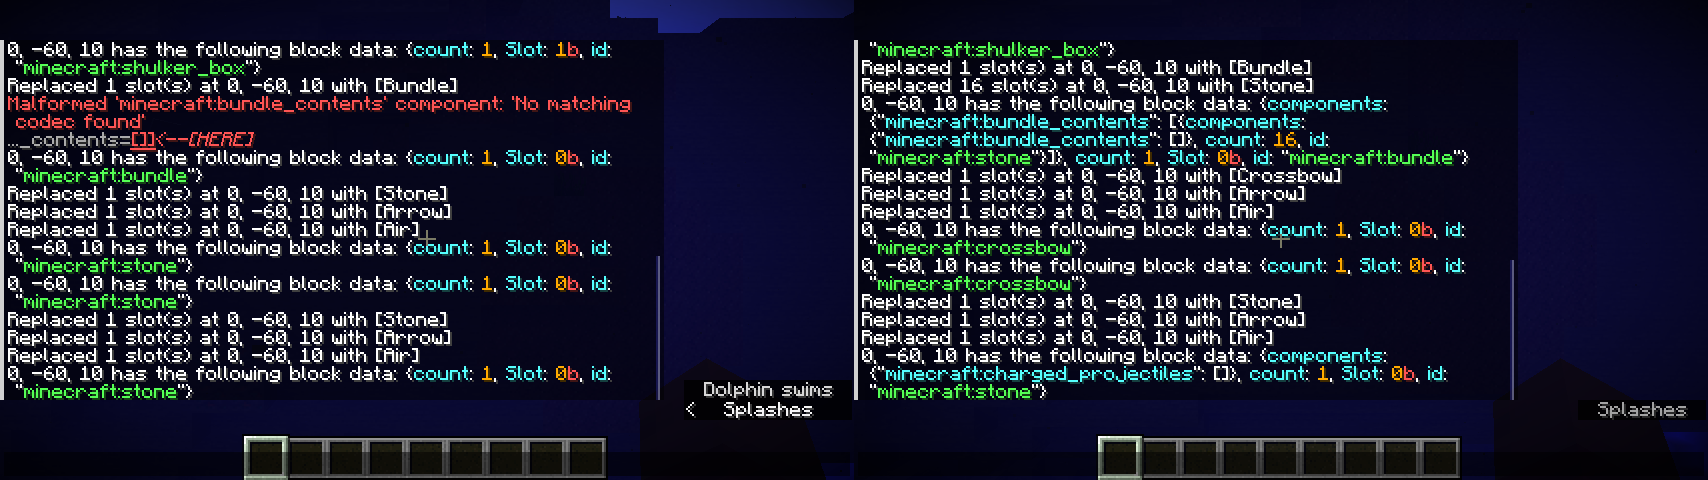 0, -60, 10 has the following block data: {count: 1, Slot: 1b, id:
"minecraft:shulker_box"}
Replaced 1 slot(s) at 0, -60, 10 with [Bundle]
Malformed 'minecraft:bundle_contents' component: 'No matching
codec found'
..._contents=[]]<--[HERE]
0, -60, 10 has the following block data: {count: 1, Slot: 0b, id:
"minecraft:bundle"}
Replaced 1 slot(s) at 0, -60, 10 with [Stone]
Replaced 1 slot(s) at 0, -60, 10 with [Arrow]
Replaced 1 slot(s) at 0, -60, 10 with [Air]
0, -60, 10 has the following block data: {count: 1, Slot: 0b, id:
"minecraft:stone"}
0, -60, 10 has the following block data: {count: 1, Slot: 0b, id:
"minecraft:stone"}
Replaced 1 slot(s) at 0, -60, 10 with [Stone]
Replaced 1 slot(s) at 0, -60, 10 with [Arrow]
Replaced 1 slot(s) at 0, -60, 10 with [Air]
0, -60, 10 has the following block data: {count: 1, Slot: 0b, id:
"minecraft:stone"}
Dolphin swims
< Splashes
"minecraft:shulker_box"}
Replaced 1 slot(s) at 0, -60, 10 with [Bundle]
Replaced 16 slot(s) at 0, -60, 10 with [Stone]
0, -60, 10 has the following block data: {components:
{"minecraft:bundle_contents": [{components:
{"minecraft:bundle_contents": []}, count: 16, id:
"minecraft:stone"}]}, count: 1, Slot: 0b, id: "minecraft:bundle"}
Replaced 1 slot(s) at 0, -60, 10 with [Crossbow]
Replaced 1 slot(s) at 0, -60, 10 with [Arrow]
Replaced 1 slot(s) at 0, -60, 10 with [Air]
0, -60, 10 has the following block data: {count: 1, Slot: 0b, id:
"minecraft:crossbow"}
0, -60, 10 has the following block data: {count: 1, Slot: 0b, id:
"minecraft:crossbow"}
Replaced 1 slot(s) at 0, -60, 10 with [Stone]
Replaced 1 slot(s) at 0, -60, 10 with [Arrow]
Replaced 1 slot(s) at 0, -60, 10 with [Air]
0, -60, 10 has the following block data: {components:
{"minecraft:charged_projectiles": []}, count: 1, Slot: 0b, id:
"minecraft:stone"}
Splashes